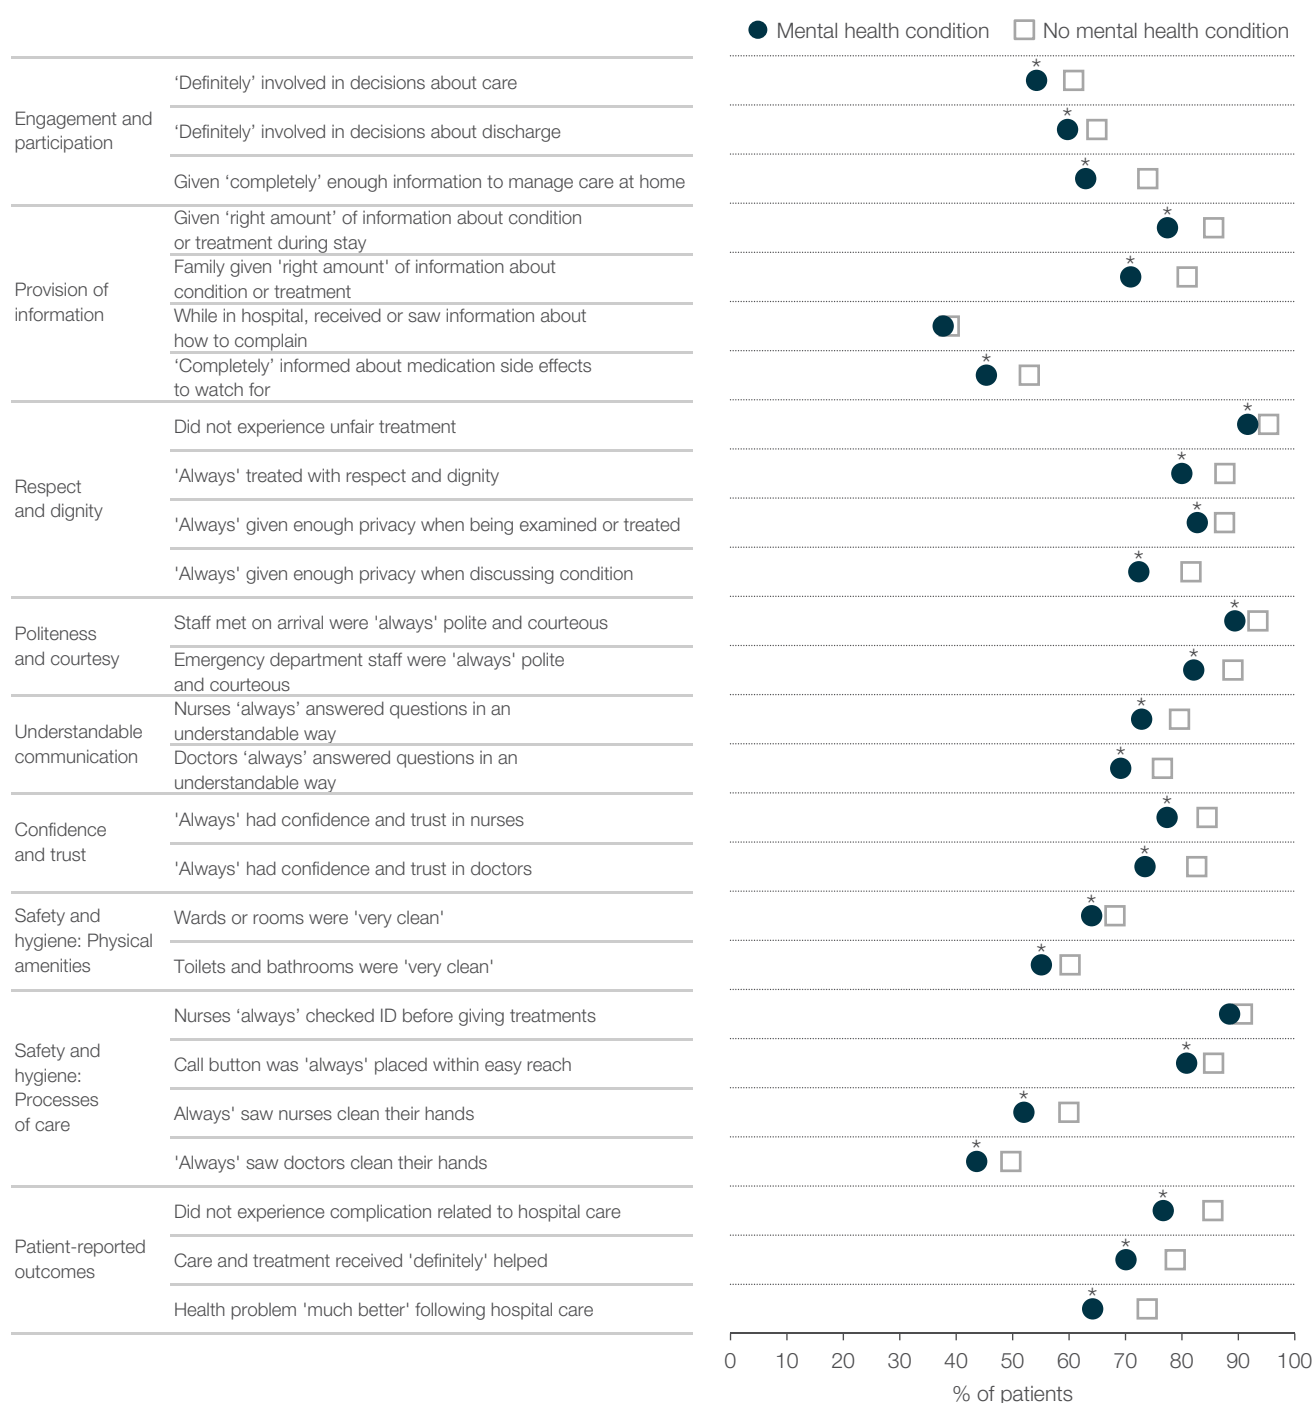 Mental health condition No mental health condition
Engagement and
participation
‘Definitely’ involved in decisions about care
*
‘Definitely’ involved in decisions about discharge
*
Given ‘completely’ enough information to manage care at home
*
Provision of
information
Given ‘right amount’ of information about condition
or treatment during stay
*
Family given 'right amount' of information about
condition or treatment
*
While in hospital, received or saw information about
how to complain
‘Completely’ informed about medication side effects
to watch for
*
Respect
and dignity
Did not experience unfair treatment
*
'Always' treated with respect and dignity
*
'Always' given enough privacy when being examined or treated
*
'Always' given enough privacy when discussing condition
*
Politeness
and courtesy
Staff met on arrival were 'always' polite and courteous
*
Emergency department staff were 'always' polite
and courteous
*
Understandable
communication
Nurses ‘always’ answered questions in an
understandable way
*
Doctors ‘always’ answered questions in an
understandable way
*
Confidence
and trust
'Always' had confidence and trust in nurses
*
'Always' had confidence and trust in doctors
*
Safety and
hygiene: Physical
amenities
Wards or rooms were 'very clean'
*
Toilets and bathrooms were 'very clean'
*
Safety and
hygiene:
Processes
of care
Nurses ‘always’ checked ID before giving treatments
Call button was 'always' placed within easy reach
*
Always' saw nurses clean their hands
*
'Always' saw doctors clean their hands
*
Patient-reported
outcomes
Did not experience complication related to hospital care
*
Care and treatment received 'definitely' helped
*
Health problem 'much better' following hospital care
*
0 10 20 30 40 50 60 70 80 90 100
% of patients